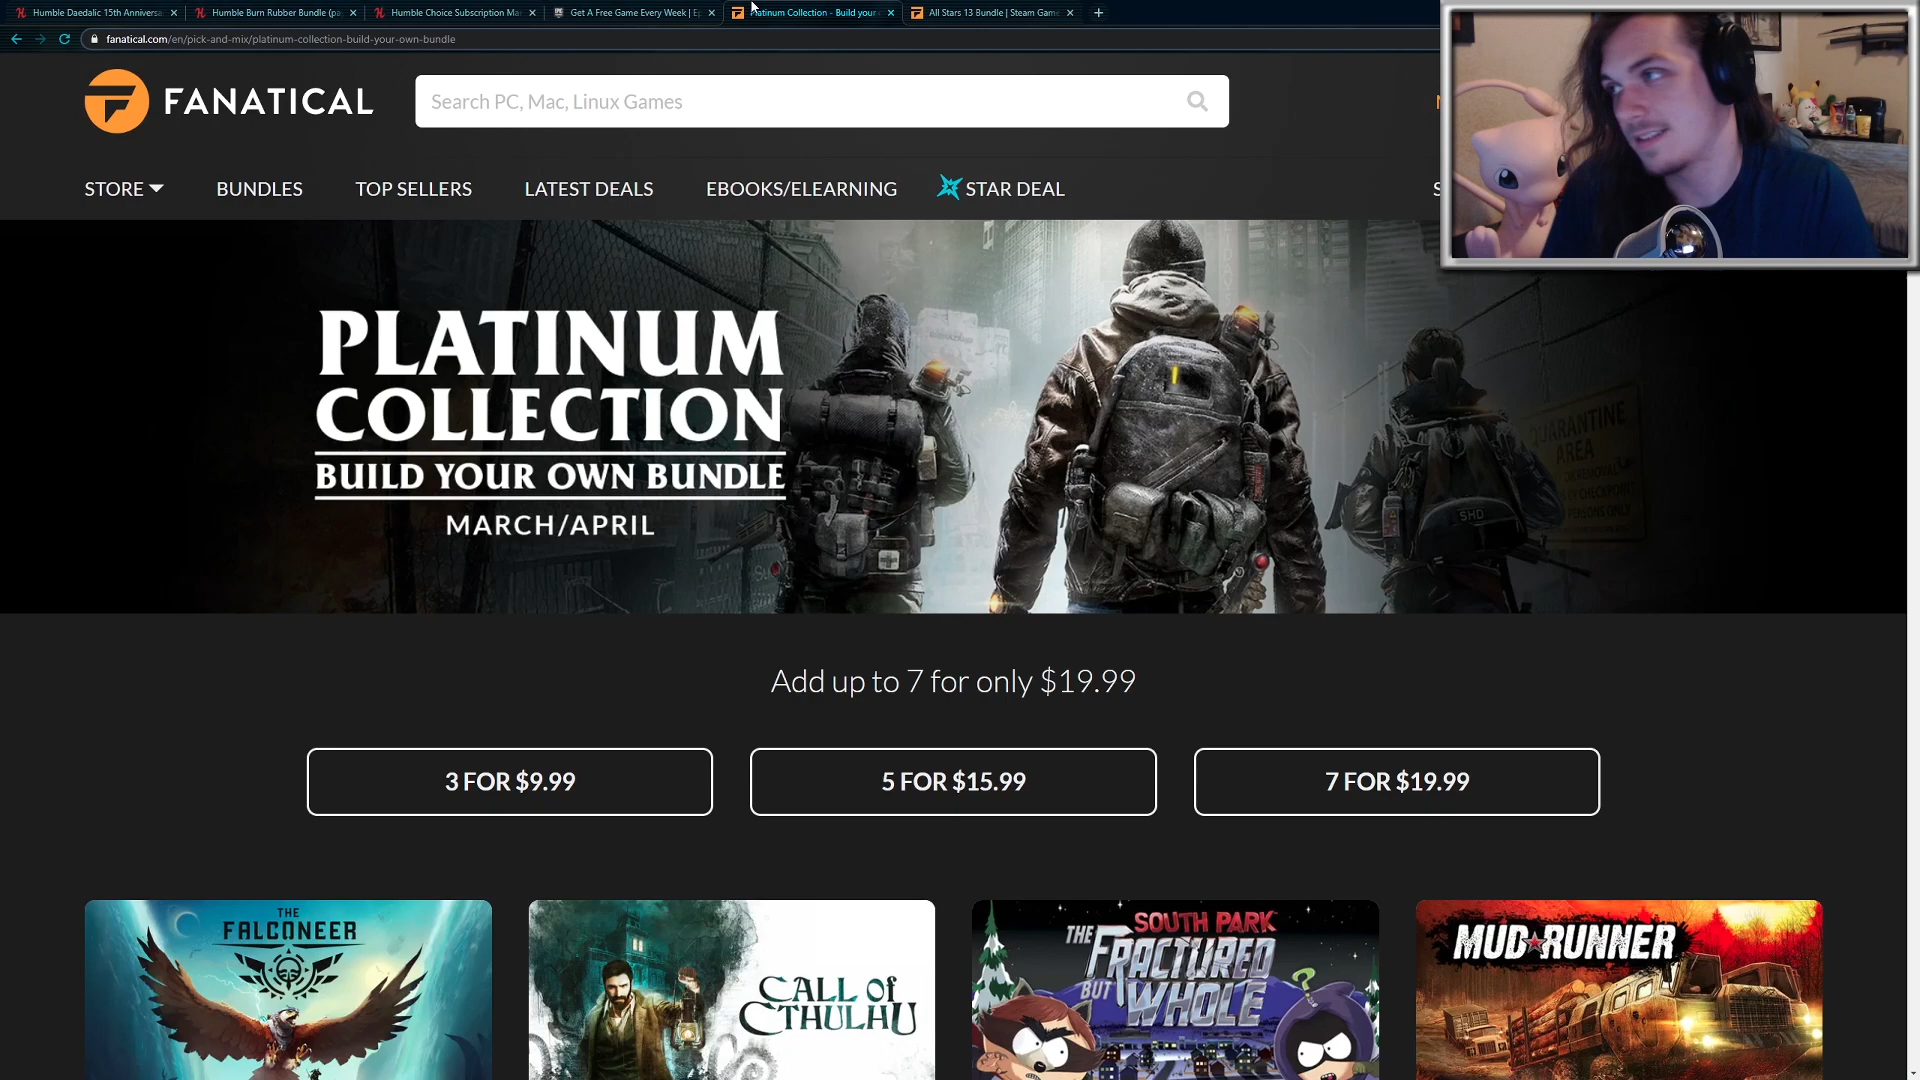 Humble Daedalic 15th Anniversa
Humble Burn Rubber Bundle (pa
Humble Choice Subscription Ma
Get A Free Game Every Week | E
Platinum Collection - Build your
All Stars 13 Bundle | Steam Gam
fanatical.com/en/pick-and-mix/platinum-collection-build-your-own-bundle
FANATICAL
Search PC, Mac, Linux Games
STORE
BUNDLES
TOP SELLERS
LATEST DEALS
EBOOKS/ELEARNING
STAR DEAL
PLATINUM
COLLECTION
BUILD YOUR OWN BUNDLE
MARCH/APRIL
QUARANTINE
AREA
SHD
Add up to 7 for only $19.99
3 FOR $9.99
5 FOR $15.99
7 FOR $19.99
THE
FALCONEER
CALL of
CTHULHU
SOUTH PARK
THE FRACTURED
BUT WHOLE
MUDRUNNER